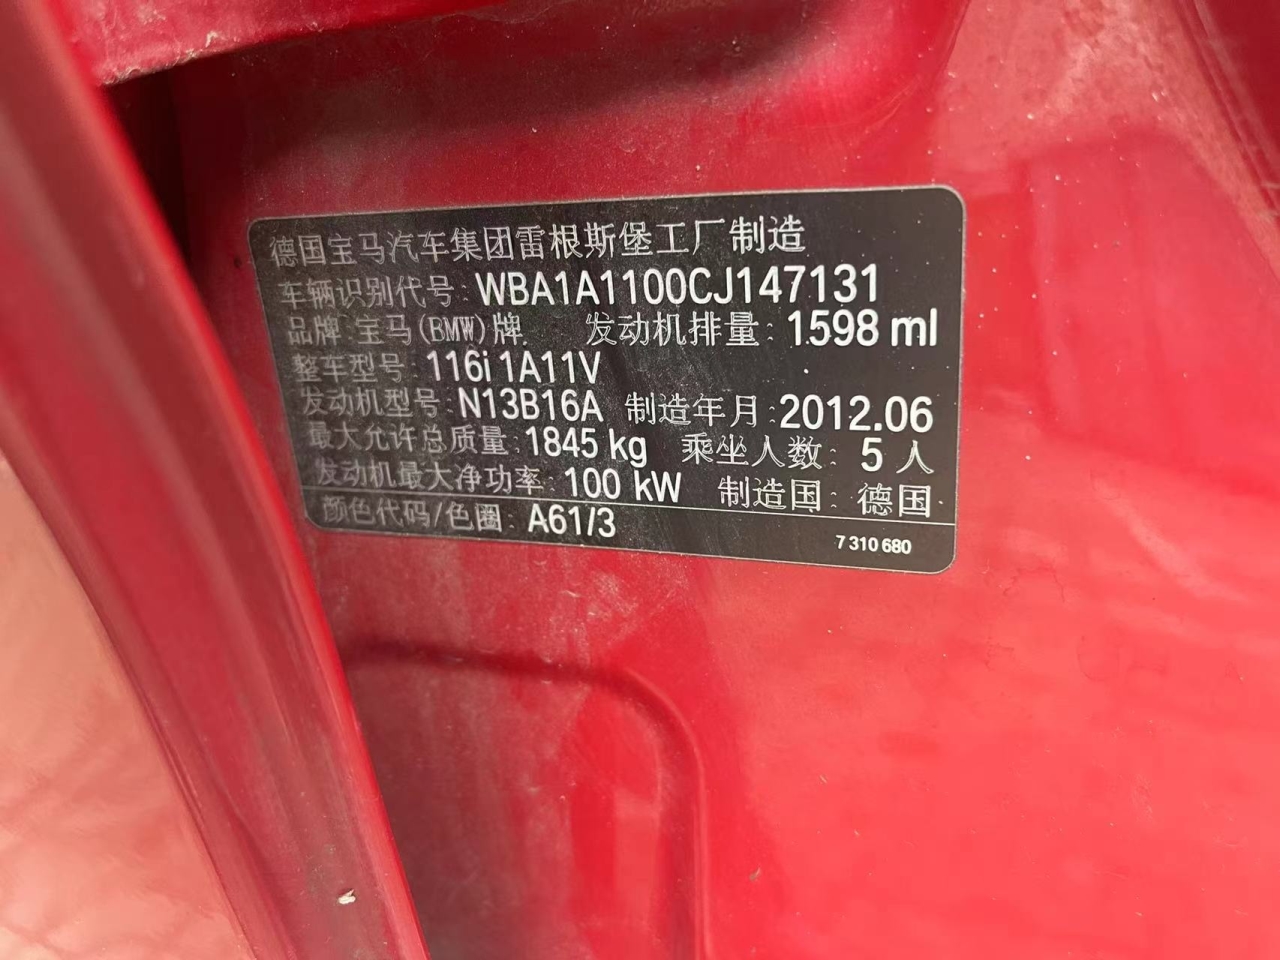 德国宝马汽车集团雷根斯堡工厂制造
车辆识别代号: WBA1A1100CJ147131
品牌: 宝马(BMW)牌 发动机排量: 1598 ml
整车型号: 116i 1A11V
发动机型号: N13B16A 制造年月: 2012.06
最大允许总质量: 1845 kg 乘坐人数: 5 人
发动机最大净功率: 100 kW 制造国: 德国
颜色代码/色圈: A61/3
7 310 680